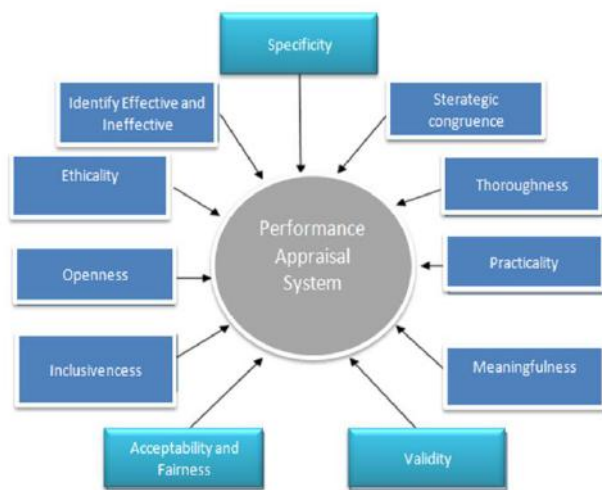 Specificity
Identify Effective and
Ineffective
Sterategic
congruence
Ethicality
Thoroughness
Performance
Appraisal
System
Openness
Practicality
Inclusivencess
Meaningfulness
Acceptability and
Fairness
Validity